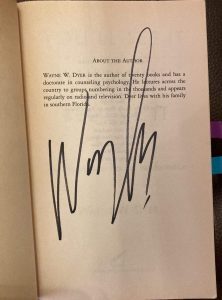 ABOUT THE AUTHOR
WAYNE W. DYER is the author of twenty books and has a
doctorate in counseling psychology. He lectures across the
country to groups numbering in the thousands and appears
regularly on radio and television. Dyer lives with his family
in southern Florida.